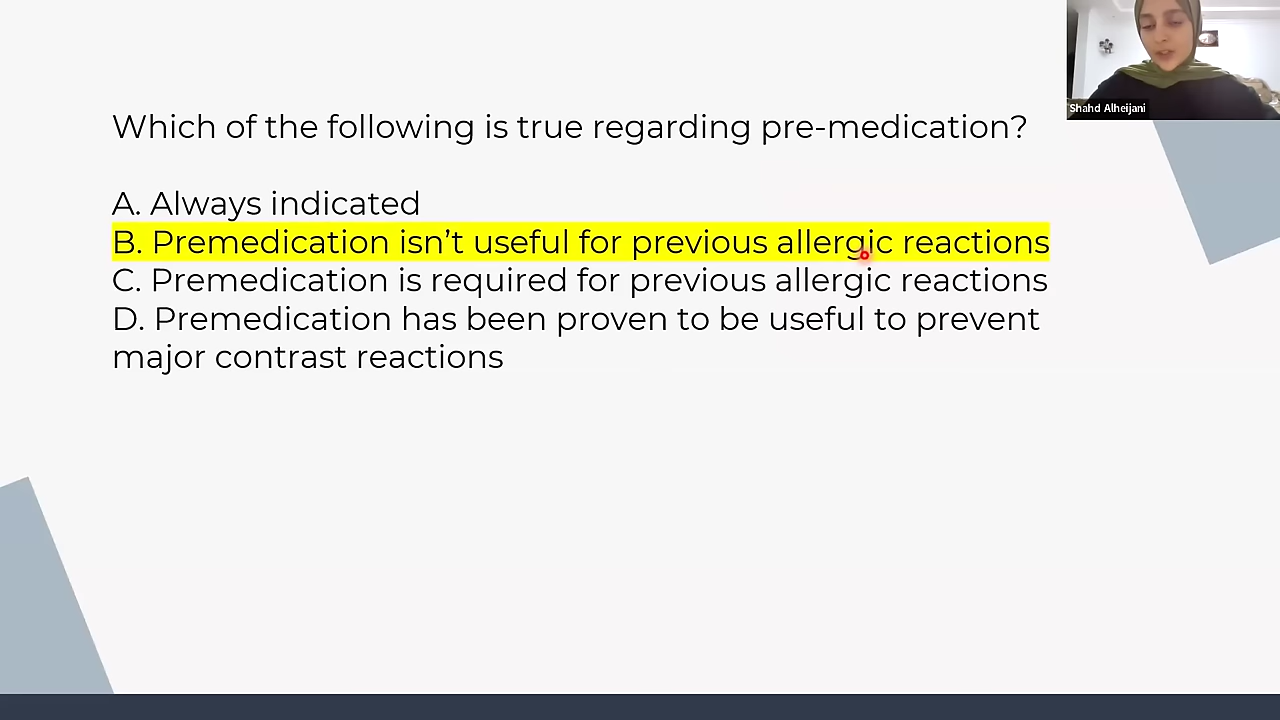 Shahd Alheijani
Which of the following is true regarding pre-medication?
A. Always indicated
B. Premedication isn’t useful for previous allergic reactions
C. Premedication is required for previous allergic reactions
D. Premedication has been proven to be useful to prevent
major contrast reactions